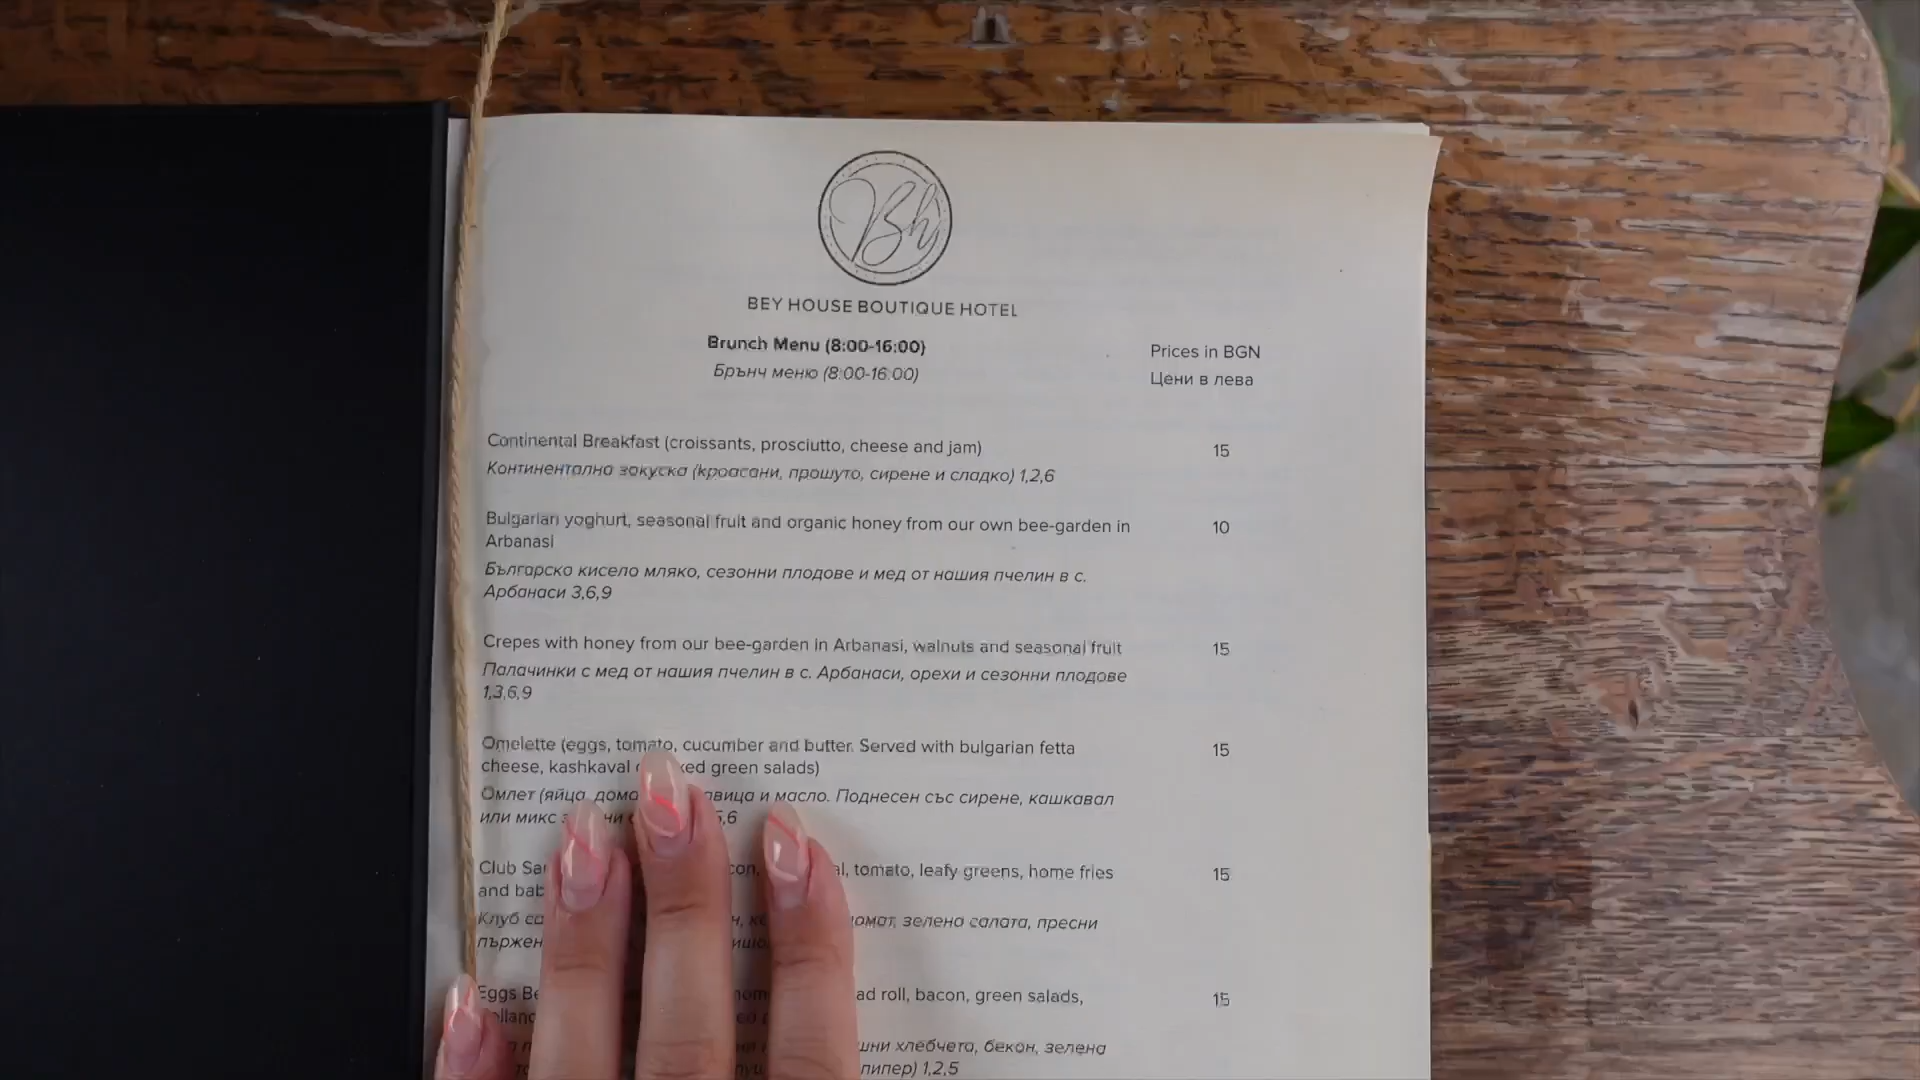 Bh
BEY HOUSE BOUTIQUE HOTEL
Brunch Menu (8:00-16:00)
Prices in BGN
Брънч меню (8:00-16:00)
Цени в лева
Continental Breakfast (croissants, prosciutto, cheese and jam) 15
Континентална закуска (кроасани, прошуто, сирене и сладко) 1,2,6
Bulgarian yoghurt, seasonal fruit and organic honey from our own bee-garden in 10
Arbanasi
Българско кисело мляко, сезонни плодове и мед от нашия пчелин в с.
Арбанаси 3,6,9
Crepes with honey from our bee-garden in Arbanasi, walnuts and seasonal fruit 15
Палачинки с мед от нашия пчелин в с. Арбанаси, орехи и сезонни плодове
1,3,6,9
Omelette (eggs, tomato, cucumber and butter. Served with bulgarian fetta 15
cheese, kashkaval green salads)
Омлет (яйца, и масло. Поднесен със сирене, кашкавал
или микс
Club tomato, leafy greens, home fries 15
and
Клуб зелена салата, пресни
Eggs roll, bacon, green salads, 15
хлебчета, бекон, зелена
1,2,5